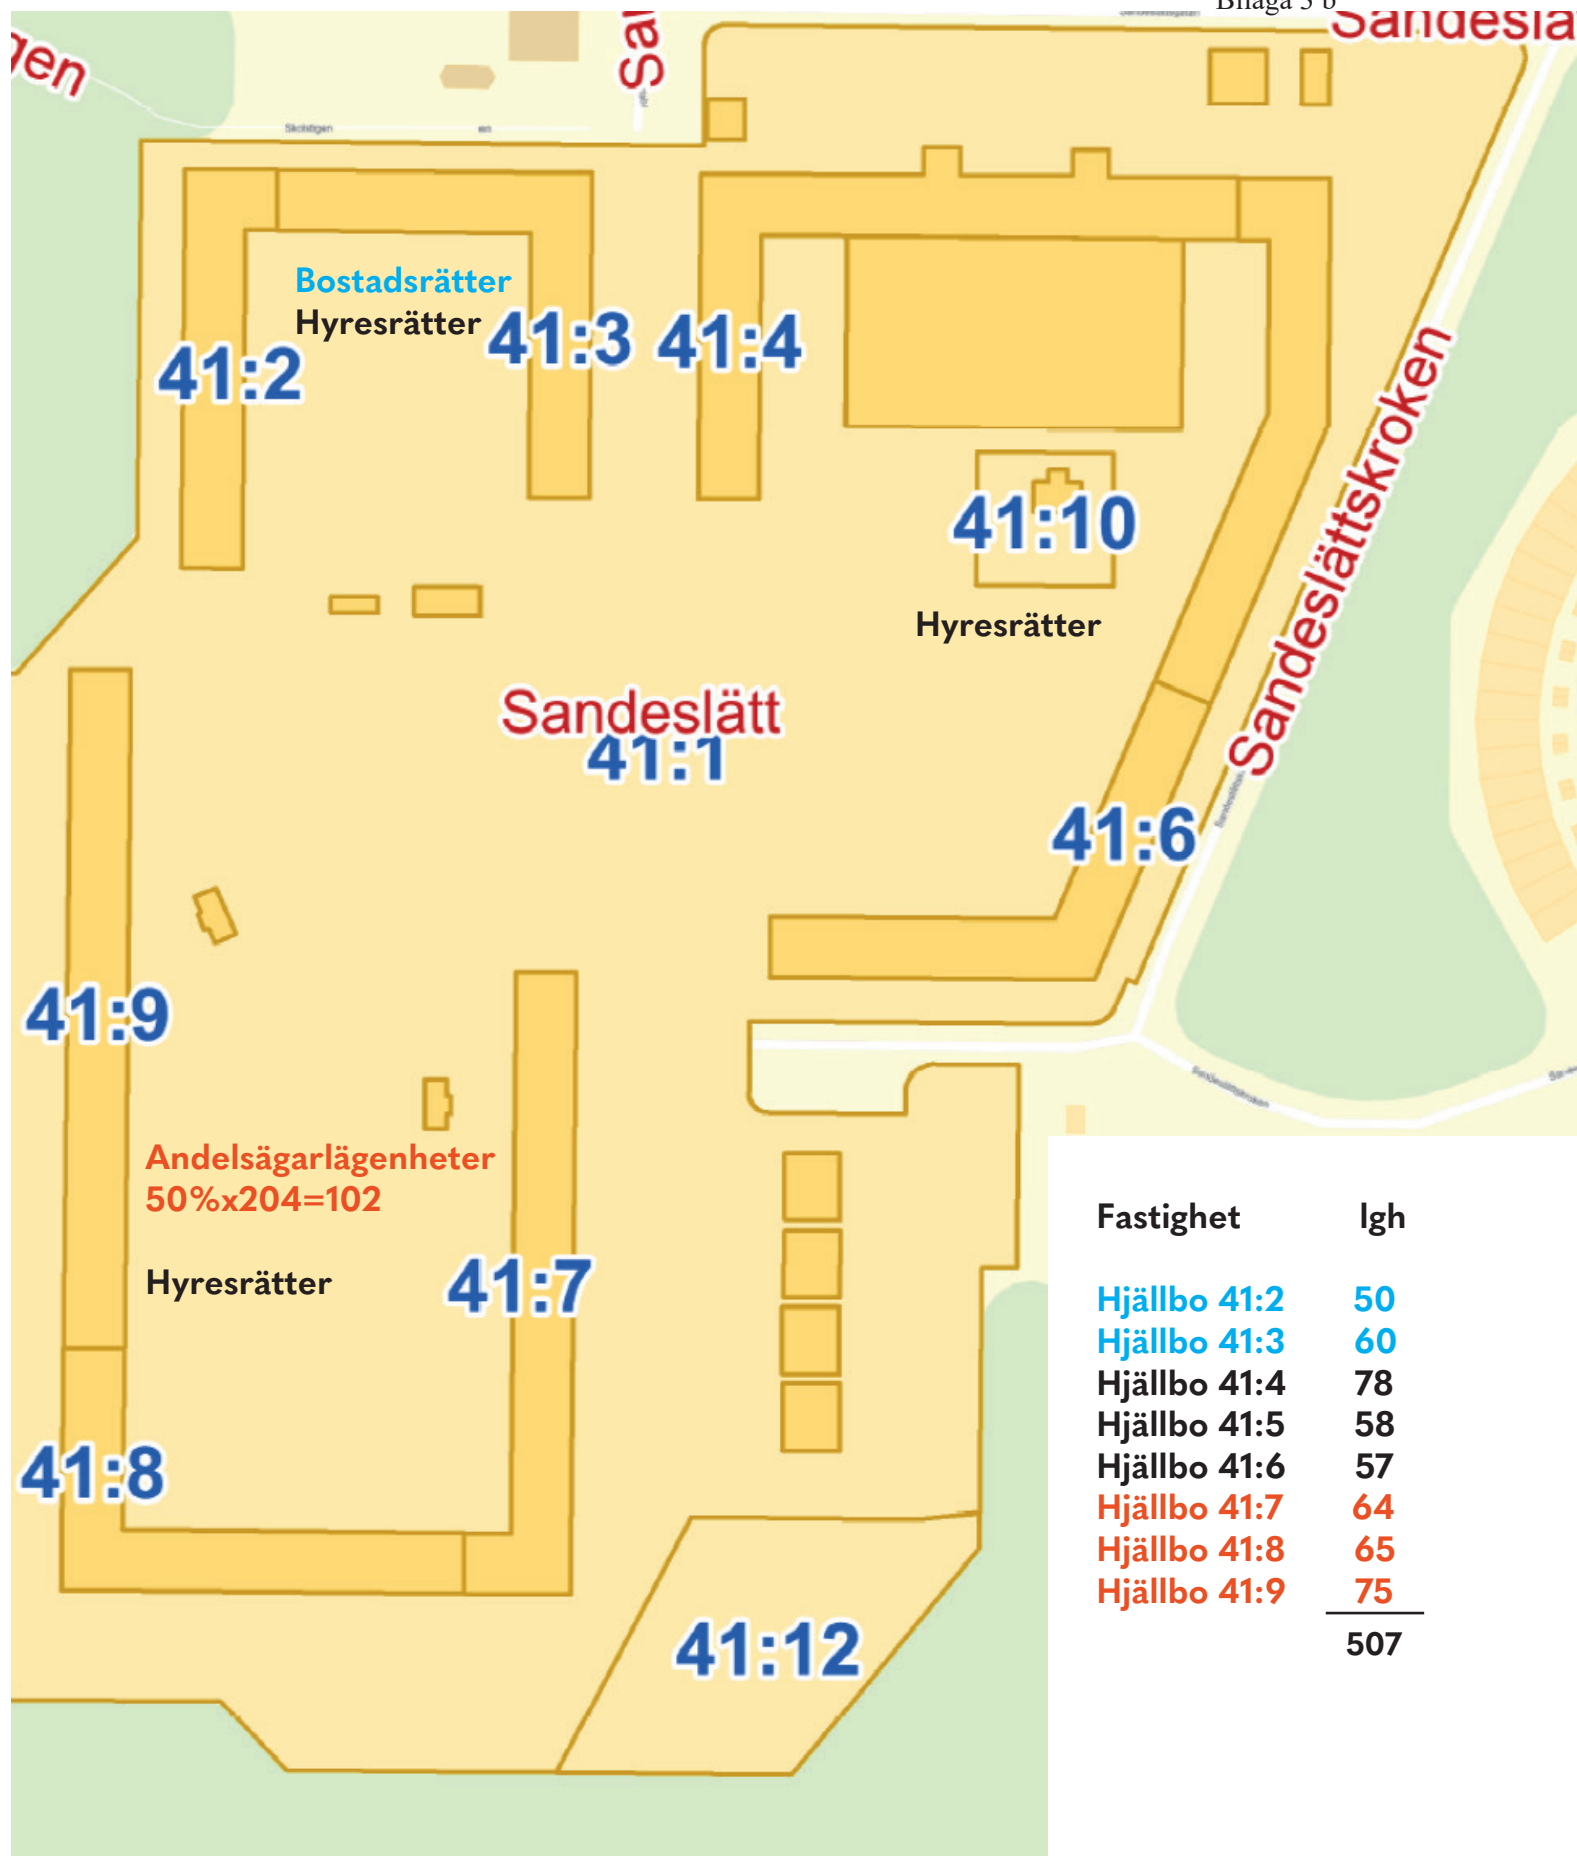 Bilaga 3 b
Skolstigen
Bostadsrätter
Hyresrätter
41:2
41:3
41:4
41:10
Hyresrätter
Sandeslättskroken
Sandeslätt
41:1
41:6
41:9
Andelsägarlägenheter
50%x204=102
Hyresrätter
41:7
41:8
41:12
Sandeslättskroken
Fastighet lgh
Hjällbo 41:2 50
Hjällbo 41:3 60
Hjällbo 41:4 78
Hjällbo 41:5 58
Hjällbo 41:6 57
Hjällbo 41:7 64
Hjällbo 41:8 65
Hjällbo 41:9 75
507